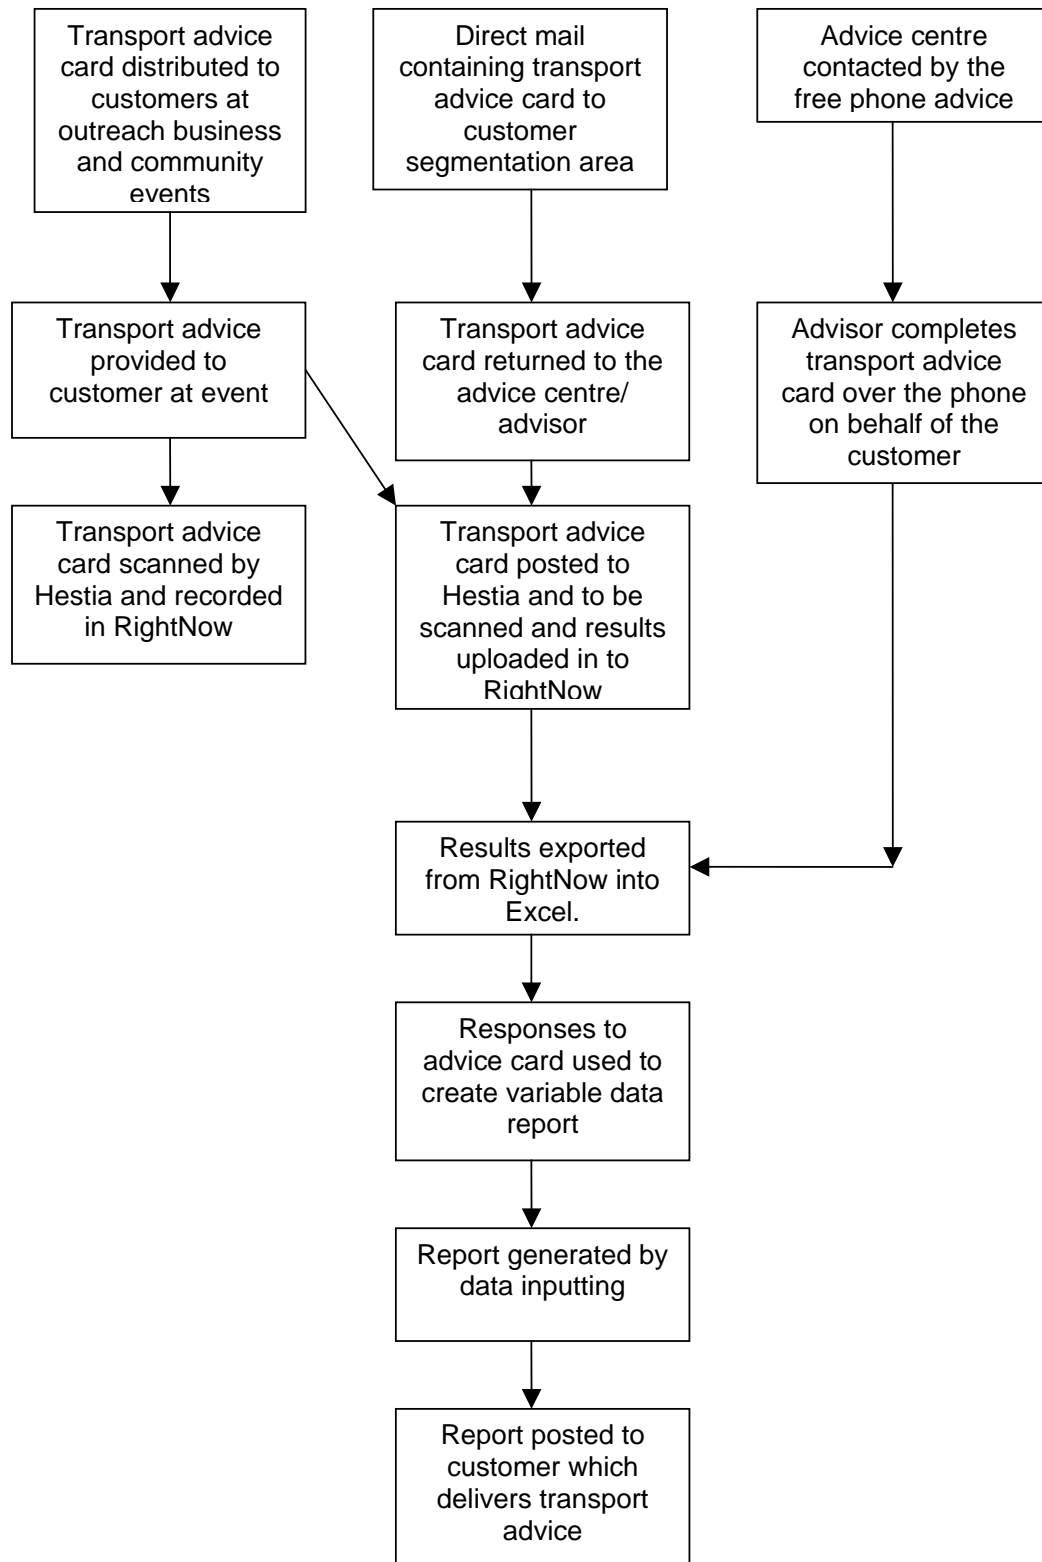 Transport advice
card distributed to
customers at
outreach business
and community
events
Direct mail
containing transport
advice card to
customer
segmentation area
Advice centre
contacted by the
free phone advice
Transport advice
provided to
customer at event
Transport advice
card returned to the
advice centre/
advisor
Advisor completes
transport advice
card over the phone
on behalf of the
customer
Transport advice
card scanned by
Hestia and recorded
in RightNow
Transport advice
card posted to
Hestia and to be
scanned and results
uploaded in to
RightNow
Results exported
from RightNow into
Excel.
Responses to
advice card used to
create variable data
report
Report generated by
data inputting
Report posted to
customer which
delivers transport
advice